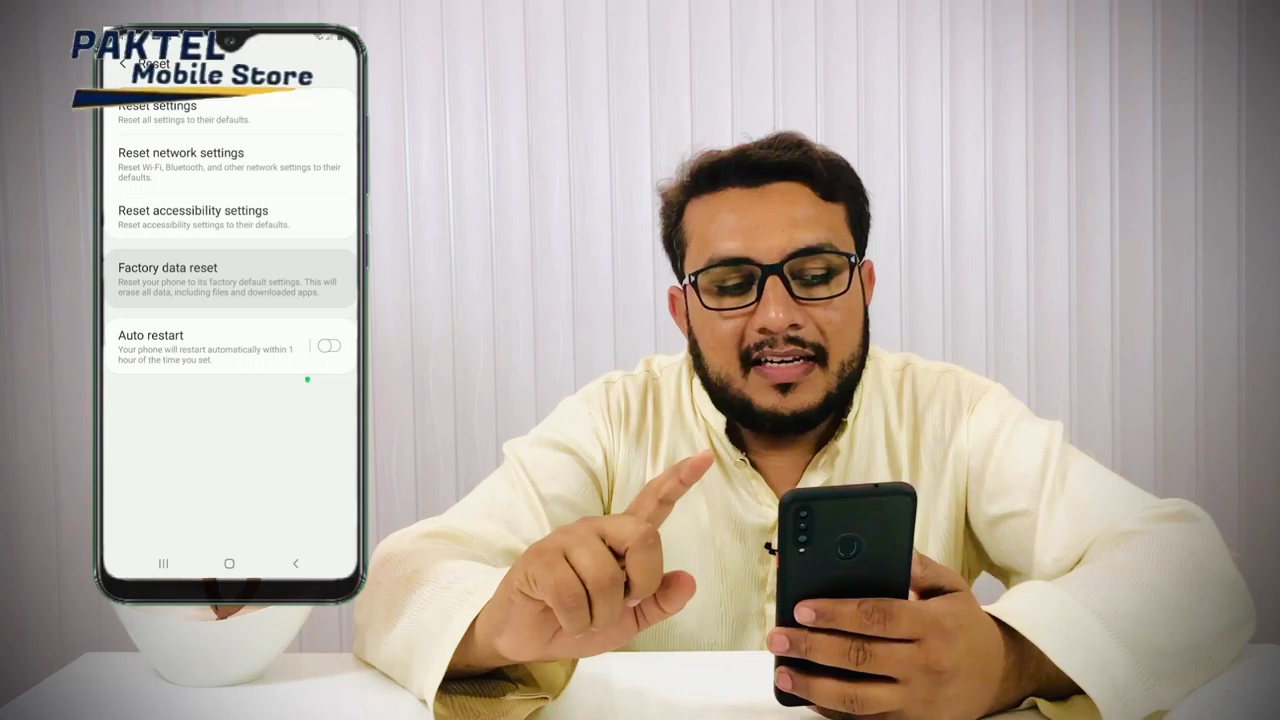 PAKTEL
Mobile Store
Reset
Reset settings
Reset all settings to their defaults.
Reset network settings
Reset Wi-Fi, Bluetooth, and other network settings to their
defaults.
Reset accessibility settings
Reset accessibility settings to their defaults.
Factory data reset
Reset your phone to its factory default settings. This will
erase all data, including files and downloaded apps.
Auto restart
Your phone will restart automatically within 1
hour of the time you set.